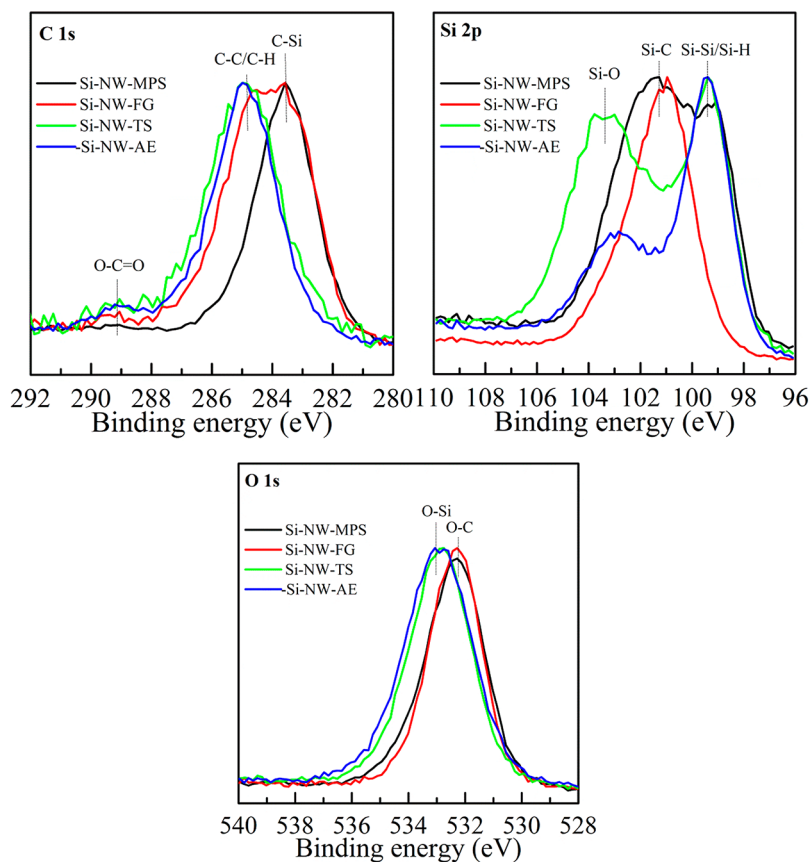 C 1s
C-Si
C-C/C-H
Si-NW-MPS
Si-NW-FG
Si-NW-TS
-Si-NW-AE
O-C=O
292 290 288 286 284 282 280
Binding energy (eV)
Si 2p
Si-C
Si-Si/Si-H
Si-O
Si-NW-MPS
Si-NW-FG
Si-NW-TS
-Si-NW-AE
110 108 106 104 102 100 98 96
Binding energy (eV)
O 1s
O-Si
O-C
Si-NW-MPS
Si-NW-FG
Si-NW-TS
-Si-NW-AE
540 538 536 534 532 530 528
Binding energy (eV)